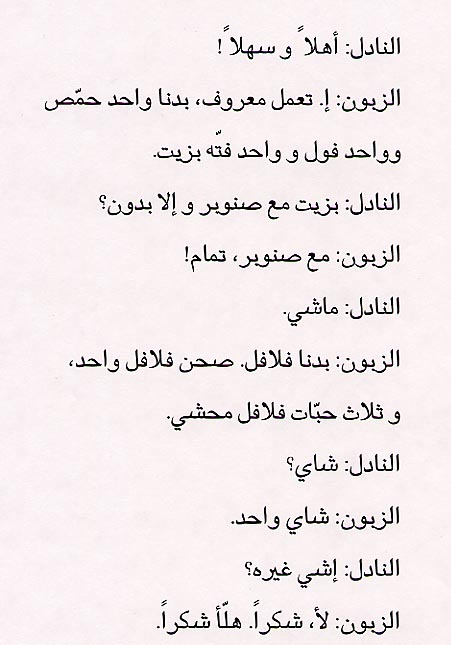 النادل: أهلاً و سهلاً!
الزبون: إ. تعمل معروف، بدنا واحد حمّص
وواحد فول و واحد فتّه بزيت.
النادل: بزيت مع صنوبر و إلا بدون؟
الزبون: مع صنوبر، تمام!
النادل: ماشي.
الزبون: بدنا فلافل. صحن فلافل واحد،
و ثلاث حبّات فلافل محشي.
النادل: شاي؟
الزبون: شاي واحد.
النادل: إشي غيره؟
الزبون: لأ، شكراً. هلّأ شكراً.